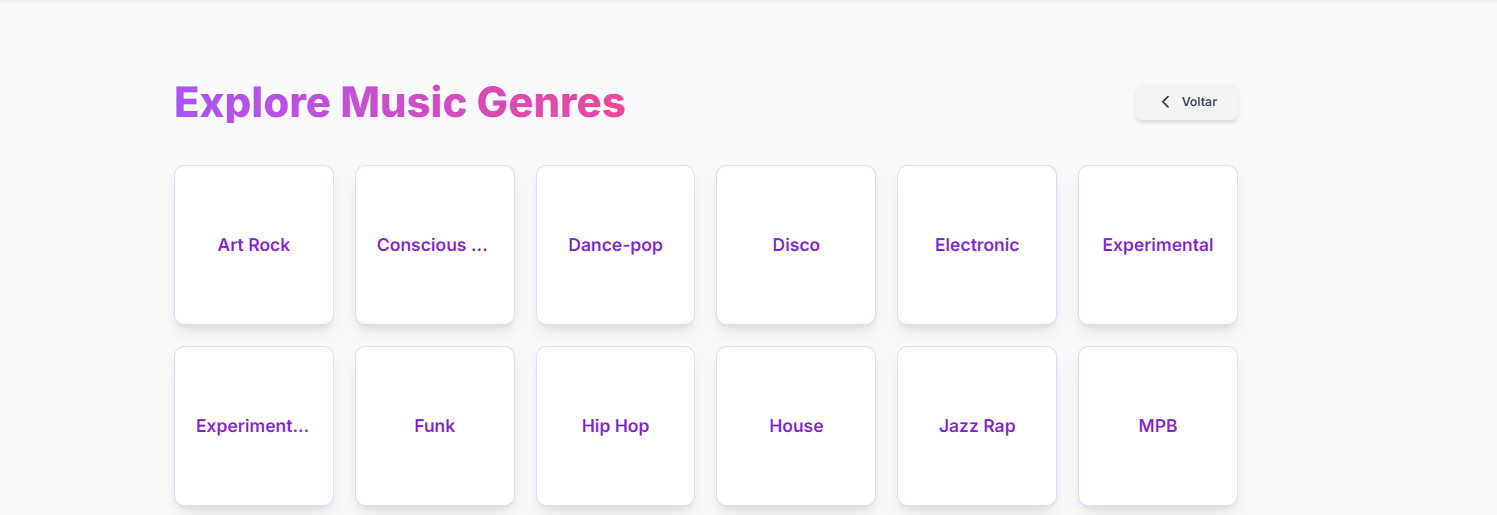 Explore Music Genres
Voltar
Art Rock
Conscious ...
Dance-pop
Disco
Electronic
Experimental
Experiment...
Funk
Hip Hop
House
Jazz Rap
MPB